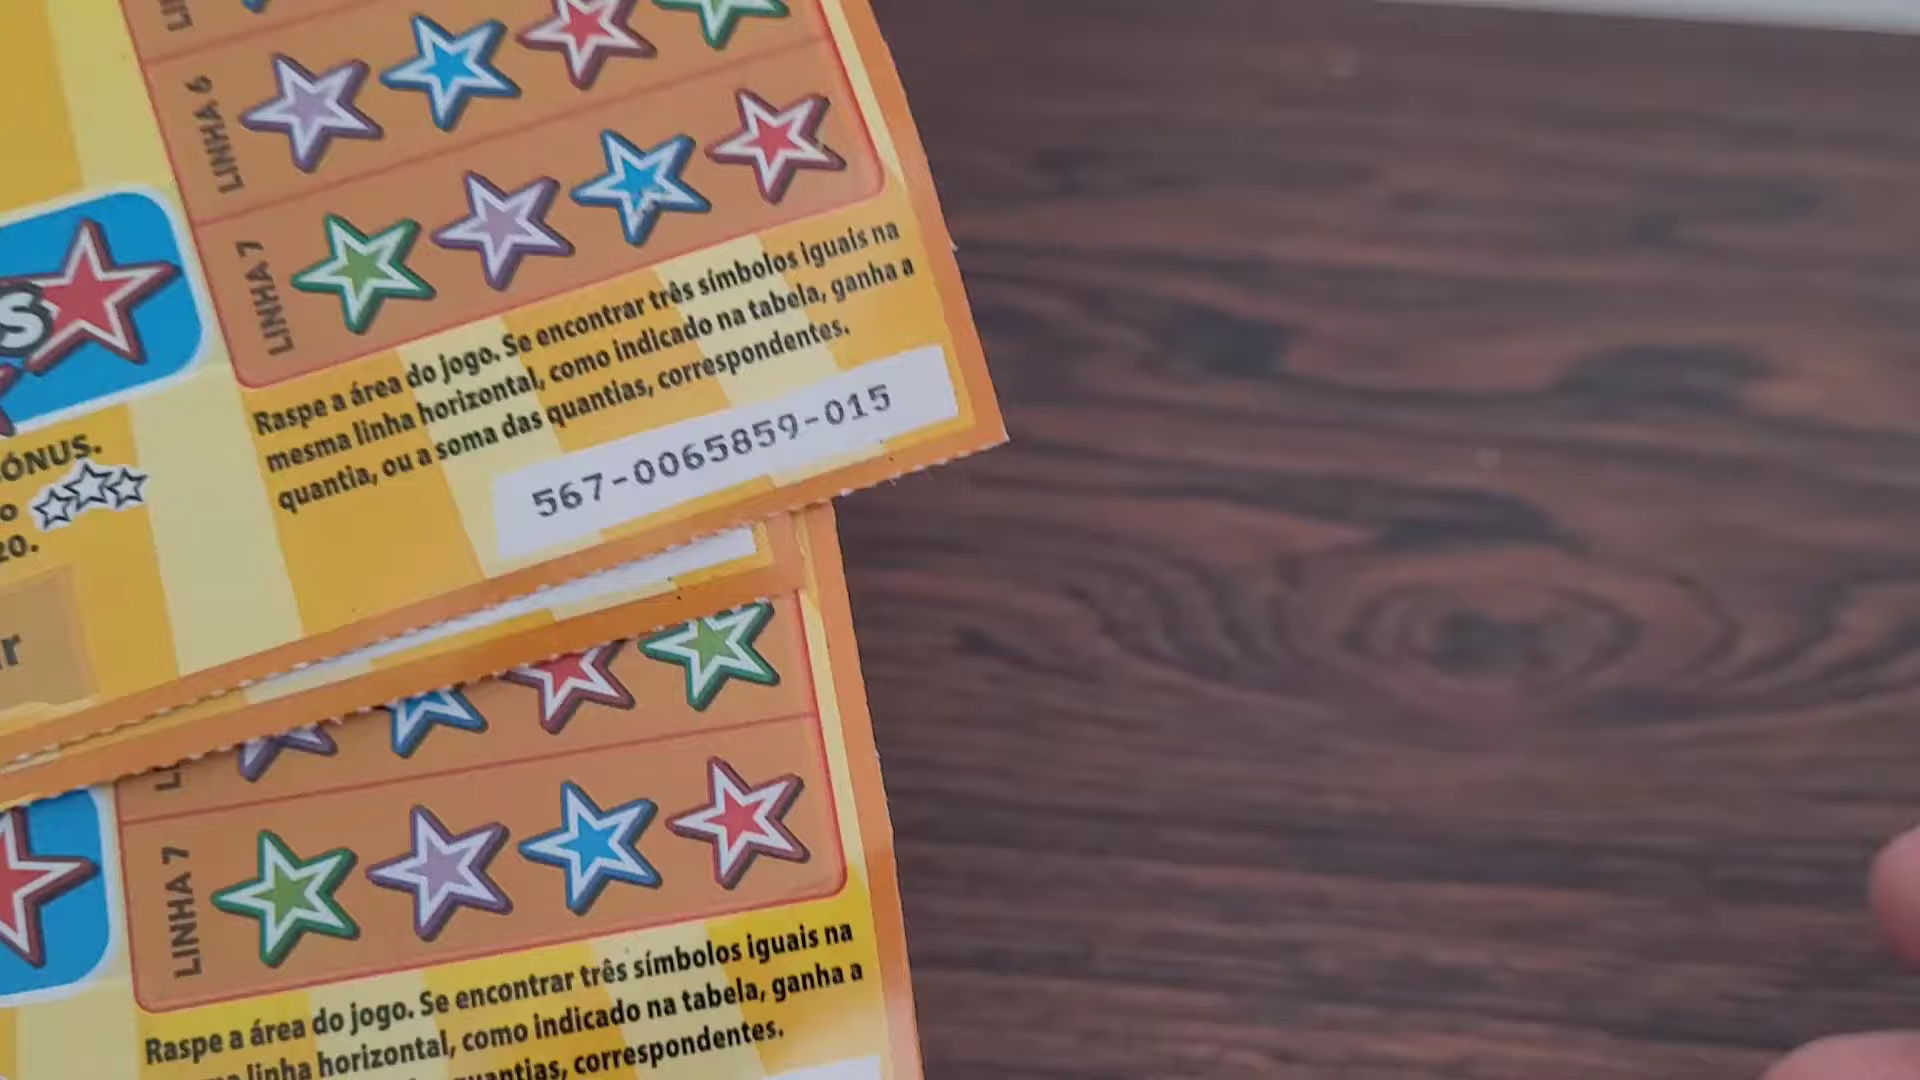 LINHA 6
LINHA 7
S
ÓNUS.
o
20.
r
Raspe a área do jogo. Se encontrar três símbolos iguais na
mesma linha horizontal, como indicado na tabela, ganha a
quantia, ou a soma das quantias, correspondentes.
567-0065859-015
LINHA 7
Raspe a área do jogo. Se encontrar três símbolos iguais na
linha horizontal, como indicado na tabela, ganha a
quantias, correspondentes.